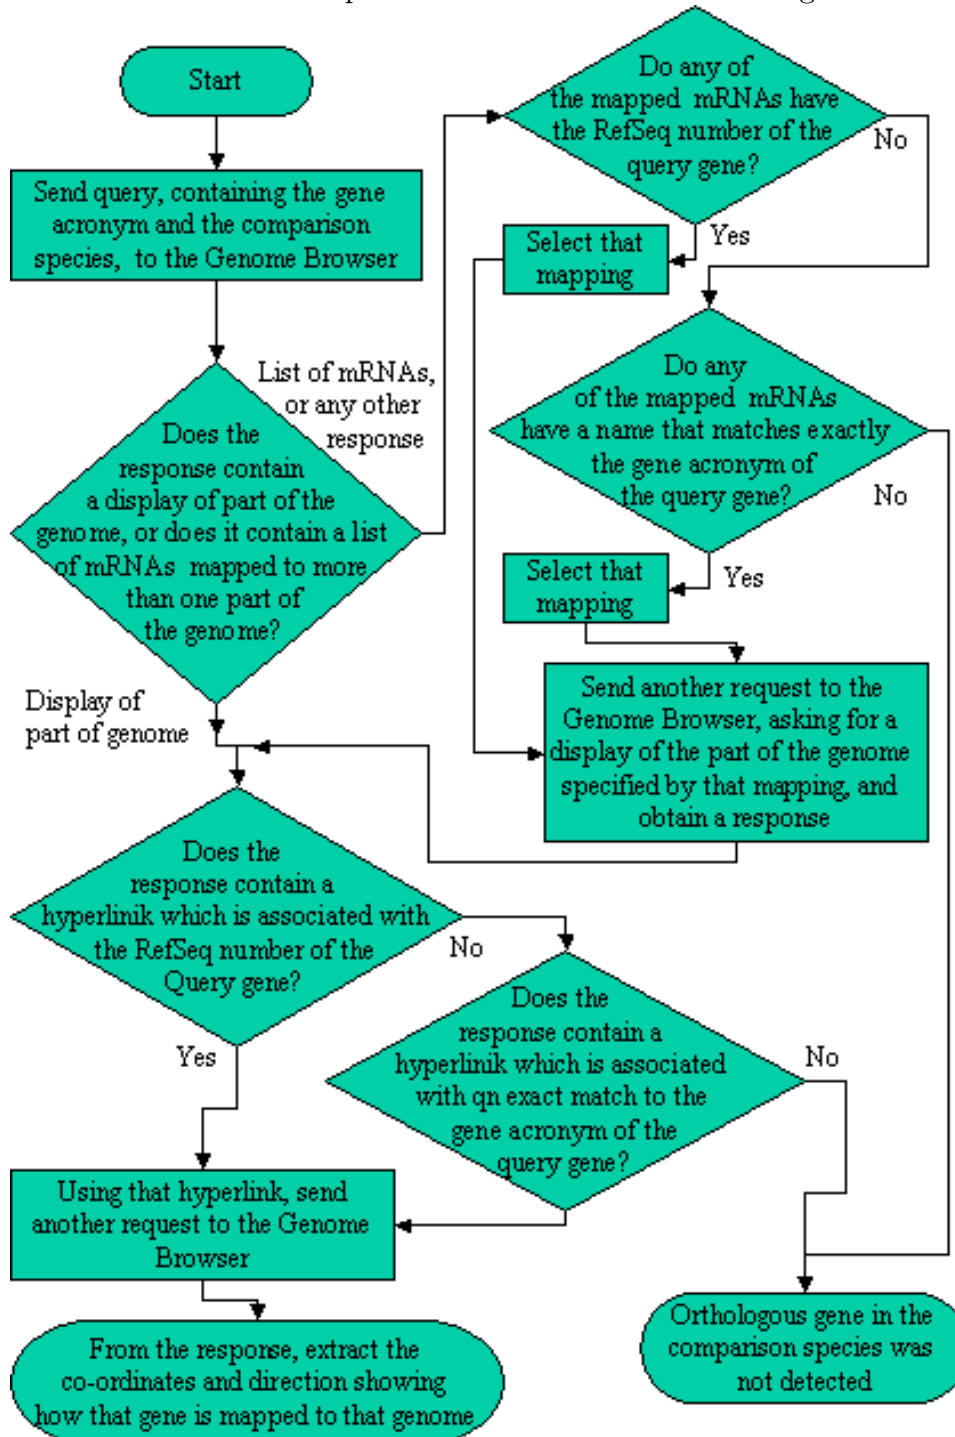 Start
Send query, containing the gene
acronym and the comparison
species, to the Genome Browser
List of mRNAs,
or any other
response
Does the
response contain
a display of part of the
genome, or does it contain a list
of mRNAs mapped to more
than one part of
the genome?
Display of
part of genome
Do any of
the mapped mRNAs have
the RefSeq number of the
query gene?
No
Yes
Select that
mapping
Do any
of the mapped mRNAs
have a name that matches exactly
the gene acronym of
the query gene?
No
Yes
Select that
mapping
Send another request to the
Genome Browser, asking for a
display of the part of the genome
specified by that mapping, and
obtain a response
Does the
response contain a
hyperlinik which is associated with
the RefSeq number of the
Query gene?
No
Yes
Does the
response contain a
hyperlinik which is associated
with qn exact match to the
gene acronym of the
query gene?
No
Using that hyperlink, send
another request to the Genome
Browser
From the response, extract the
co-ordinates and direction showing
how that gene is mapped to that genome
Orthologous gene in the
comparison species was
not detected